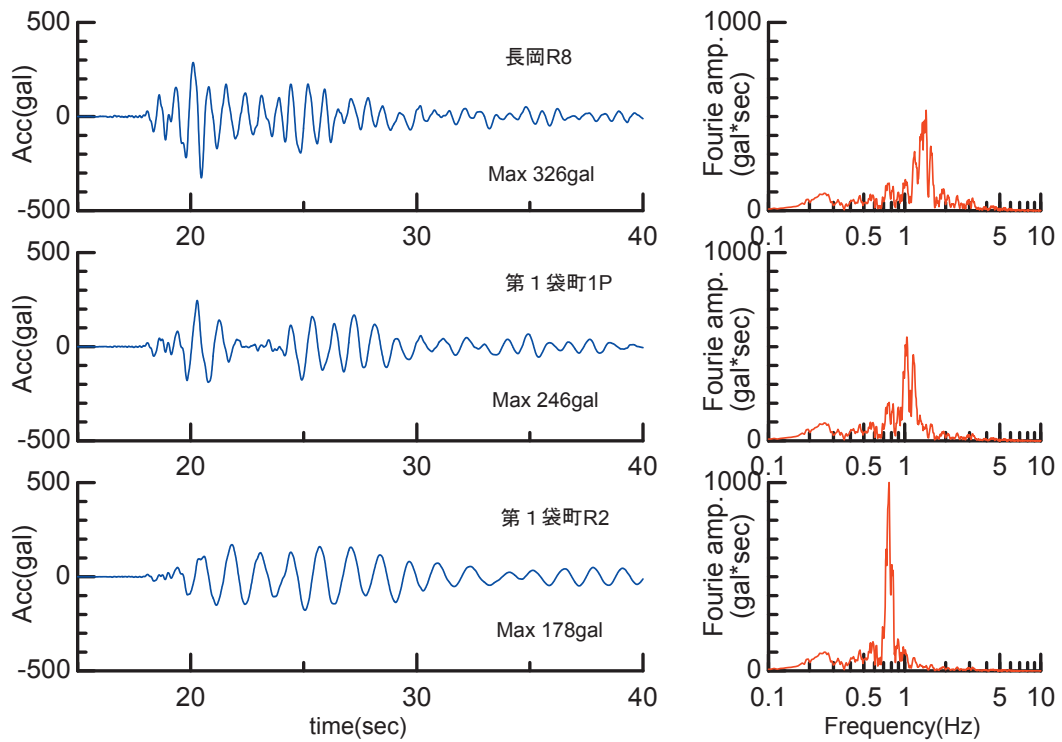 500
0
-500
Acc(gal)
長岡R8
Max 326gal
20
30
40
1000
0
Fourie amp.
(gal*sec)
0.1
0.5
1
5
10
500
0
-500
Acc(gal)
第１袋町1P
Max 246gal
20
30
40
1000
0
Fourie amp.
(gal*sec)
0.1
0.5
1
5
10
500
0
-500
Acc(gal)
第１袋町R2
Max 178gal
20
30
40
time(sec)
1000
0
Fourie amp.
(gal*sec)
0.1
0.5
1
5
10
Frequency(Hz)